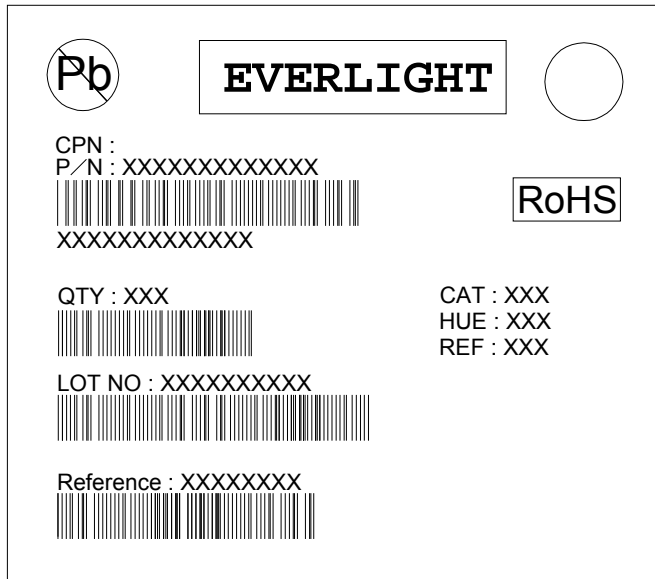 Pb
EVERLIGHT
CPN :
P/N : XXXXXXXXXXXXX
RoHS
XXXXXXXXXXXXX
QTY : XXX
CAT : XXX
HUE : XXX
REF : XXX
LOT NO : XXXXXXXXXX
Reference : XXXXXXXX